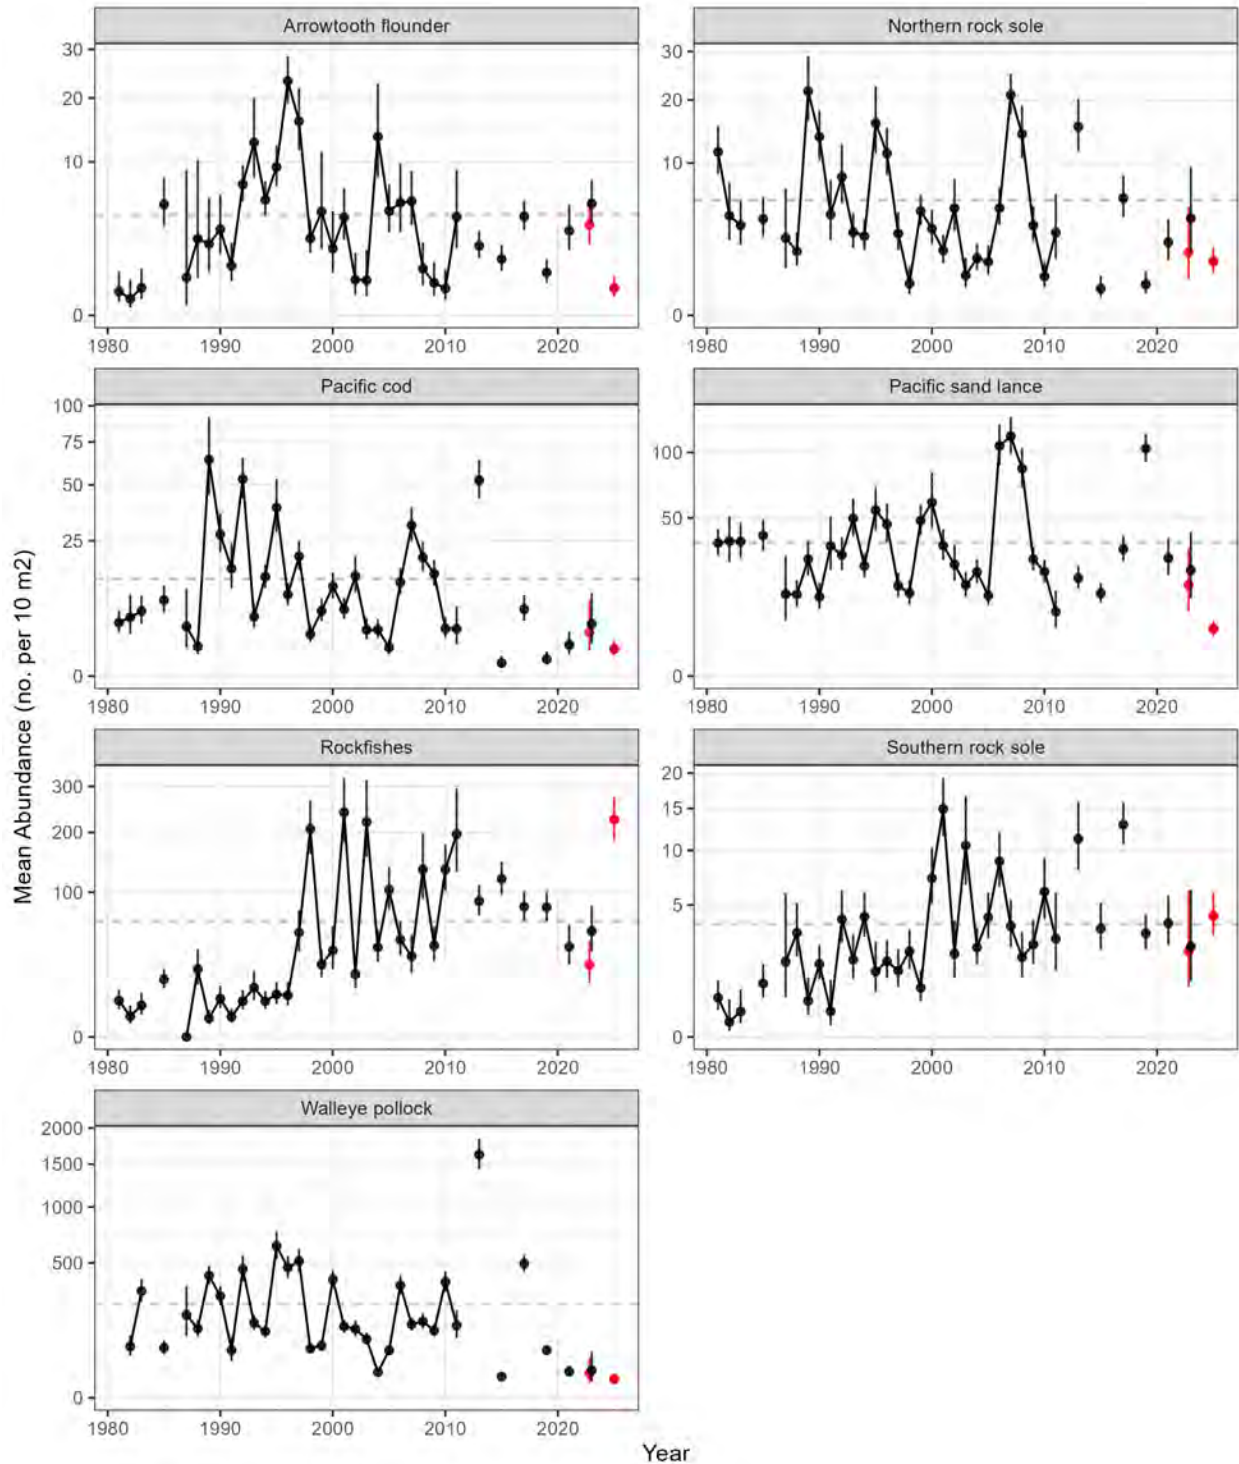 Arrowtooth flounder
Northern rock sole
30
20
10
0
30
20
10
0
1980 1990 2000 2010 2020
1980 1990 2000 2010 2020
Pacific cod
Pacific sand lance
100
75
50
25
0
100
50
0
1980 1990 2000 2010 2020
1980 1990 2000 2010 2020
Mean Abundance (no. per 10 m2)
Rockfishes
Southern rock sole
300
200
100
0
20
15
10
5
0
1980 1990 2000 2010 2020
1980 1990 2000 2010 2020
Walleye pollock
2000
1500
1000
500
0
1980 1990 2000 2010 2020
Year